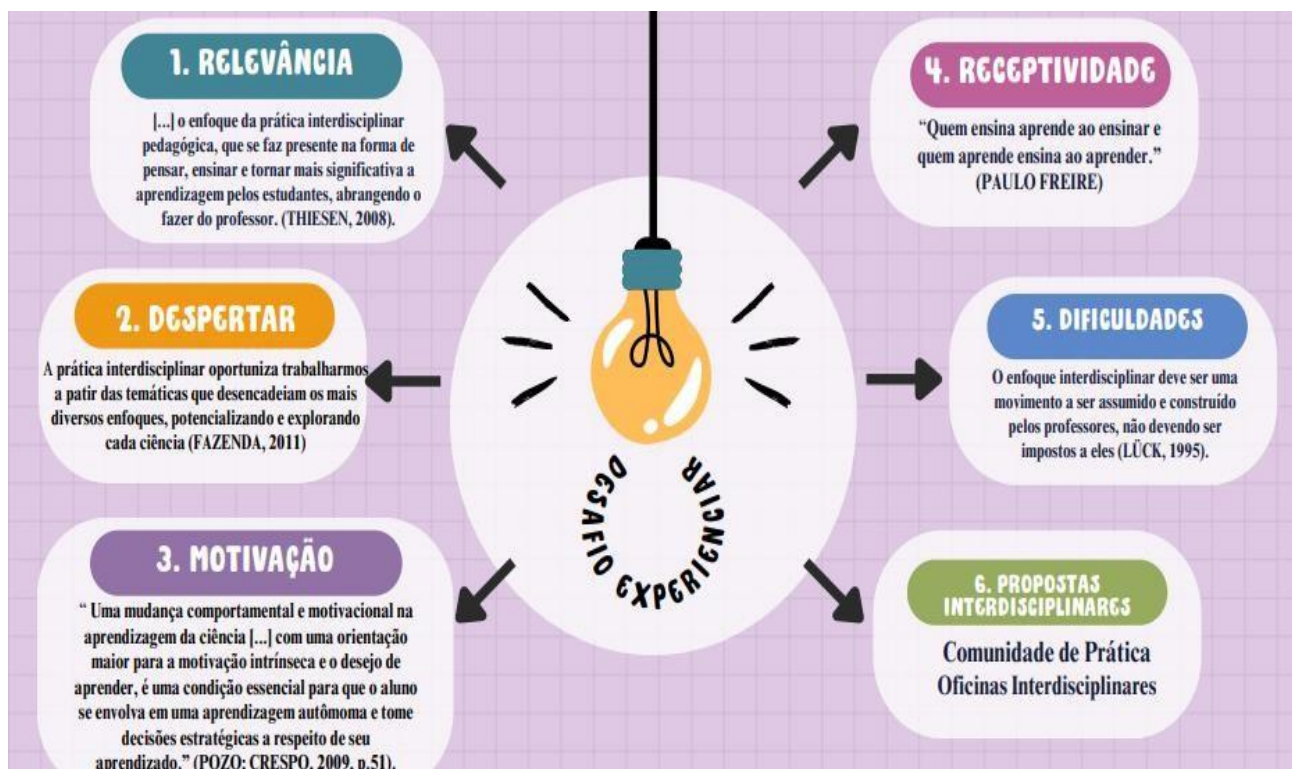 1. RELEVÂNCIA
[...] o enfoque da prática interdisciplinar
pedagógica, que se faz presente na forma de
pensar, ensinar e tornar mais significativa a
aprendizagem pelos estudantes, abrangendo o
fazer do professor. (THIESEN, 2008).
2. DESPERTAR
A prática interdisciplinar oportuniza trabalharmos
a patir das temáticas que desencadeiam os mais
diversos enfoques, potencializando e explorando
cada ciência (FAZENDA, 2011)
3. MOTIVAÇÃO
“ Uma mudança comportamental e motivacional na
aprendizagem da ciência [...] com uma orientação
maior para a motivação intrínseca e o desejo de
aprender, é uma condição essencial para que o aluno
se envolva em uma aprendizagem autômoma e tome
decisões estratégicas a respeito de seu
aprendizado.” (POZO; CRESPO, 2009, p.51).
DESAFIO EXPERIENCIAR
4. RECEPTIVIDADE
“Quem ensina aprende ao ensinar e
quem aprende ensina ao aprender.”
(PAULO FREIRE)
5. DIFICULDADES
O enfoque interdisciplinar deve ser uma
movimento a ser assumido e construído
pelos professores, não devendo ser
impostos a eles (LÜCK, 1995).
6. PROPOSTAS
INTERDISCIPLINARES
Comunidade de Prática
Oficinas Interdisciplinares